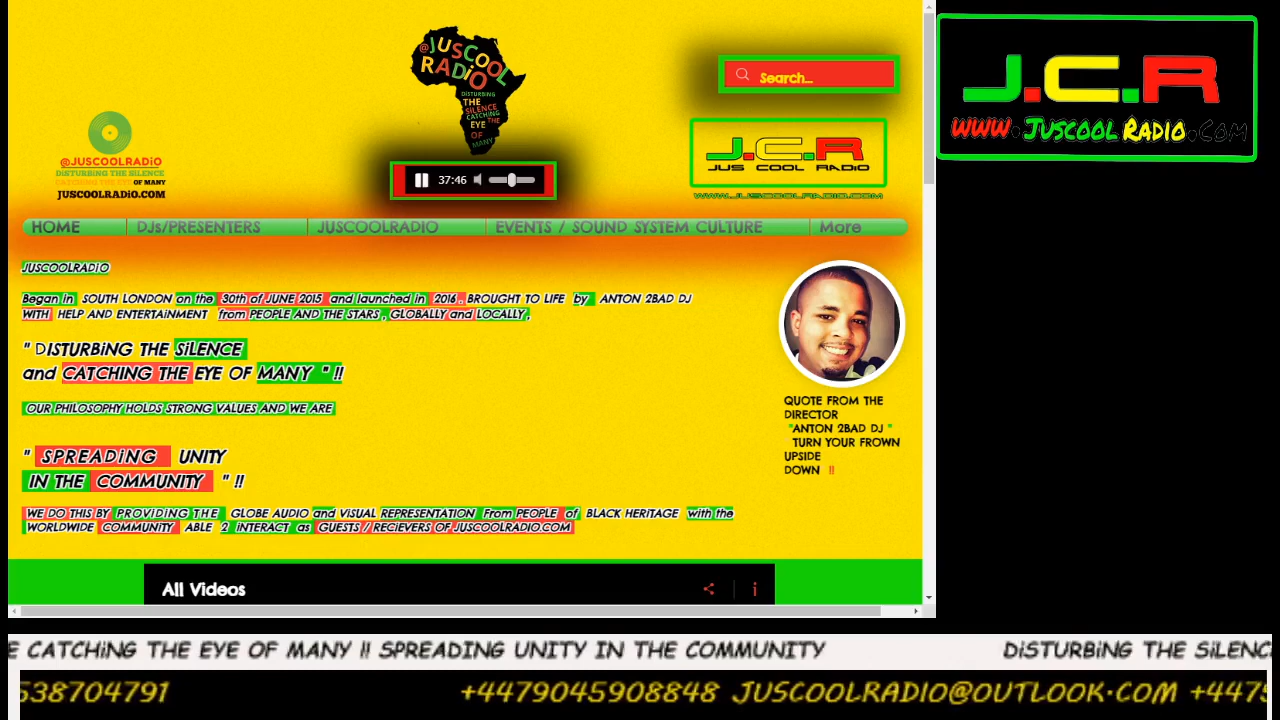 @JUSCOOL
RADiO
DiSTURBiNG
THE
SILENCE
CATCHING
EYE THE
OF
MANY
Search...
J.C.R
WWW.JUSCOOL RADiO.COM
@JUSCOOLRADiO
DiSTURBiNG THE SILENCE
CATCHING THE EYE OF MANY
JUSCOOLRADiO.COM
J.C.R
JUS COOL RADiO
WWW.JUSCOOLRADIO.COM
37:46
HOME
DJs/PRESENTERS
JUSCOOLRADIO
EVENTS / SOUND SYSTEM CULTURE
More
JUSCOOLRADIO
Began in SOUTH LONDON on the 30th of JUNE 2015 and launched in 2016 , BROUGHT TO LIFE by ANTON 2BAD DJ
WITH HELP AND ENTERTAiNMENT from PEOPLE AND THE STARS , GLOBALLY and LOCALLY ,
" DISTURBiNG THE SiLENCE
and CATCHING THE EYE OF MANY " !!
OUR PHILOSOPHY HOLDS STRONG VALUES AND WE ARE
" SPREADiNG UNITY
IN THE COMMUNITY " !!
WE DO THIS BY PROVIDING THE GLOBE AUDIO and VISUAL REPRESENTATION From PEOPLE of BLACK HERITAGE with the
WORLDWIDE COMMUNiTY ABLE 2 iNTERACT as GUESTS / RECIEVERS OF JUSCOOLRADIO.COM
QUOTE FROM THE
DIRECTOR
"ANTON 2BAD DJ "
TURN YOUR FROWN
UPSIDE
DOWN !!
All Videos
E CATCHiNG THE EYE OF MANY !! SPREADING UNITY IN THE COMMUNITY DiSTURBiNG THE SiLENC
538704791 +4479045908848 JUSCOOLRADIO@OUTLOOK.COM +447